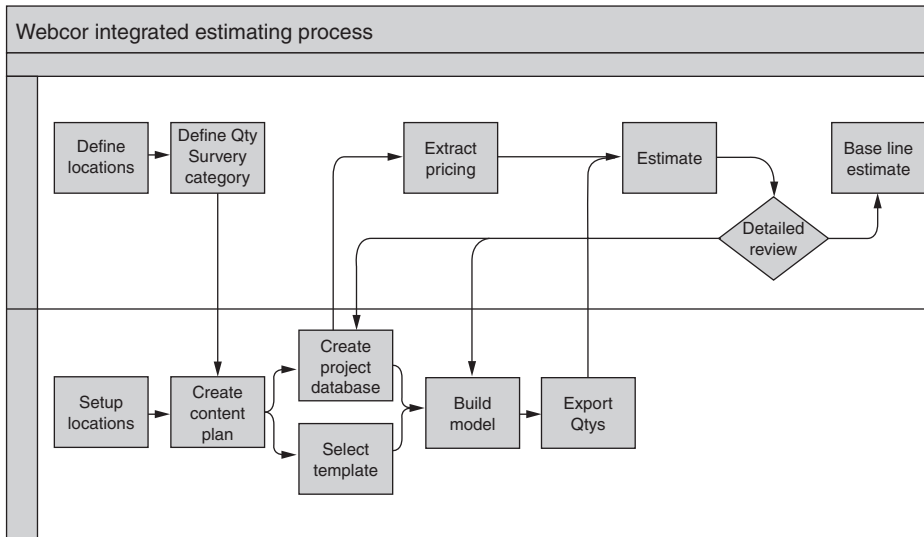 Webcor integrated estimating process
Define
locations
Define Qty
Survery
category
Extract
pricing
Estimate
Base line
estimate
Detailed
review
Setup
locations
Create
content
plan
Create
project
database
Select
template
Build
model
Export
Qtys